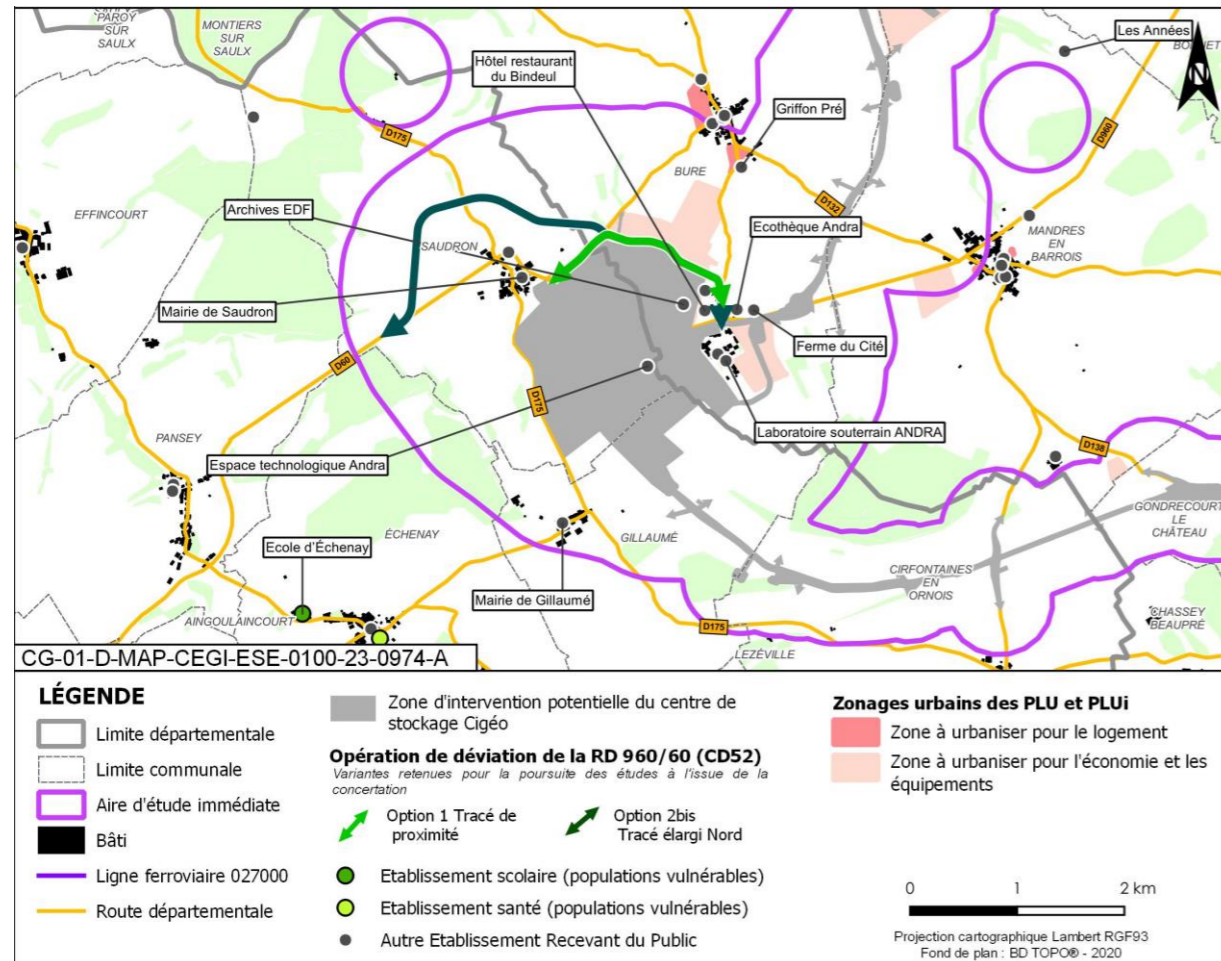 PAROY
SUR
SAULX
MONTIERS
SUR
SAULX
Hôtel restaurant
du Bindeul
Les Années
N
Griffon Pré
D175
D960
BURE
EFFINCOURT
Archives EDF
D132
Ecothèque Andra
MANDRES
EN
BARROIS
SAUDRON
Mairie de Saudron
Ferme du Cité
D60
D175
Laboratoire souterrain ANDRA
PANSEY
Espace technologique Andra
D138
GONDRECOURT
LE
CHÂTEAU
ÉCHENAY
GILLAUMÉ
Ecole d'Échenay
CIRFONTAINES
EN
ORNOIS
Mairie de Gillaumé
CHASSEY
BEAUPRÉ
AINGOULAINCOURT
D175
LEZÉVILLE
CG-01-D-MAP-CEGI-ESE-0100-23-0974-A
LÉGENDE
Limite départementale
Limite communale
Aire d'étude immédiate
Bâti
Ligne ferroviaire 027000
Route départementale
Zone d'intervention potentielle du centre de
stockage Cigéo
Opération de déviation de la RD 960/60 (CD52)
Variantes retenues pour la poursuite des études à l'issue de la
concertation
Option 1 Tracé de
proximité
Option 2bis
Tracé élargi Nord
Etablissement scolaire (populations vulnérables)
Etablissement santé (populations vulnérables)
Autre Etablissement Recevant du Public
Zonages urbains des PLU et PLUi
Zone à urbaniser pour le logement
Zone à urbaniser pour l'économie et les
équipements
0 1 2 km
Projection cartographique Lambert RGF93
Fond de plan : BD TOPO® - 2020